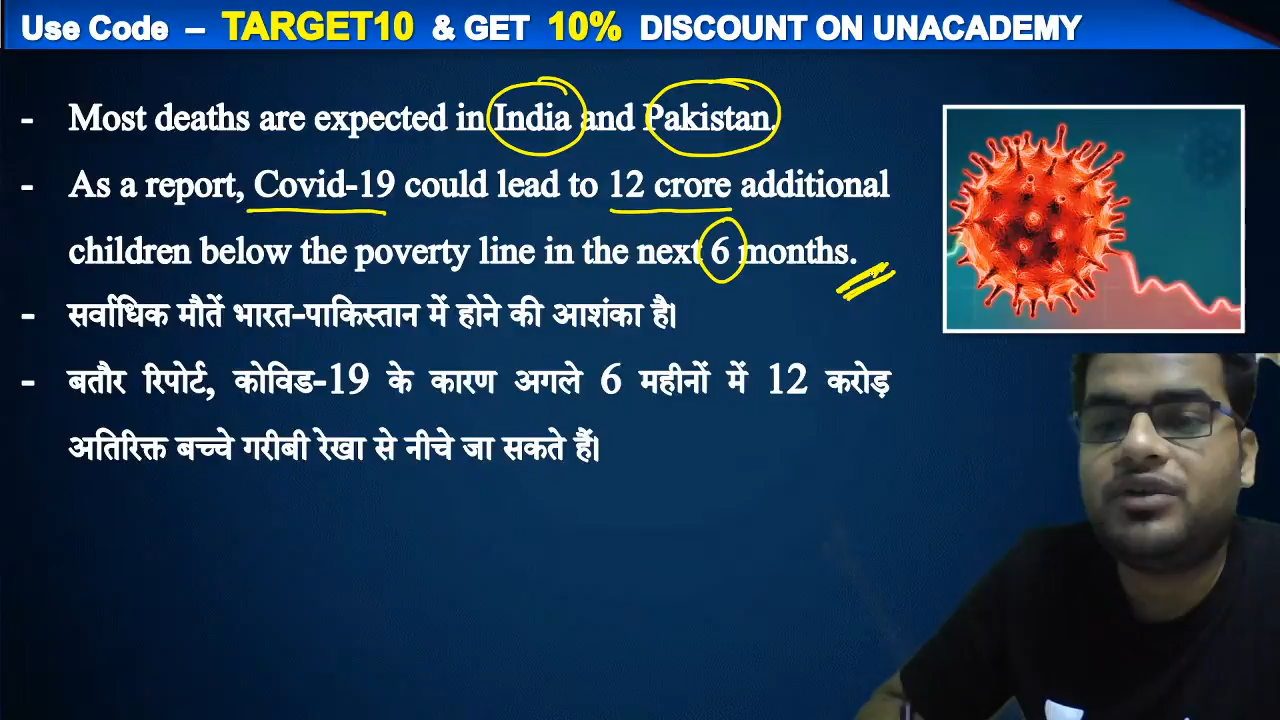 Use Code – TARGET10 & GET 10% DISCOUNT ON UNACADEMY
- Most deaths are expected in India and Pakistan.
- As a report, Covid-19 could lead to 12 crore additional
children below the poverty line in the next 6 months.
- सर्वाधिक मौतें भारत-पाकिस्तान में होने की आशंका है।
- बतौर रिपोर्ट, कोविड-19 के कारण अगले 6 महीनों में 12 करोड़
अतिरिक्त बच्चे गरीबी रेखा से नीचे जा सकते हैं।